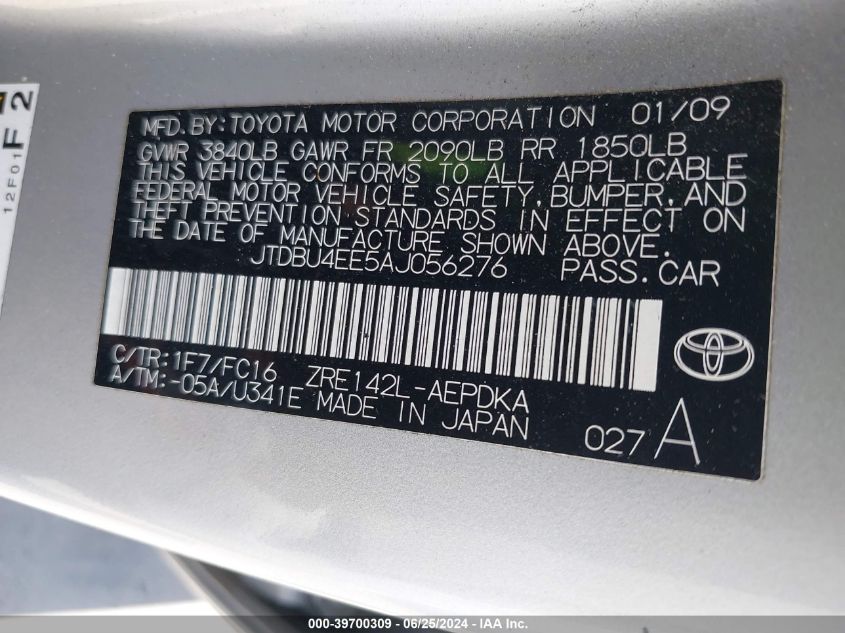 MFD. BY: TOYOTA MOTOR CORPORATION 01/09
GVWR 3840LB GAWR FR 2090LB RR 1850LB
THIS VEHICLE CONFORMS TO ALL APPLICABLE
FEDERAL MOTOR VEHICLE SAFETY, BUMPER, AND
THEFT PREVENTION STANDARDS IN EFFECT ON
THE DATE OF MANUFACTURE SHOWN ABOVE.
JTDBU4EE5AJ056276 PASS. CAR
C/TR: 1F7/FC16 ZRE142L-AEPDKA
A/TM: -05A/U341E MADE IN JAPAN
027 A
F2
12F01
000-39700309 - 06/25/2024 - IAA Inc.